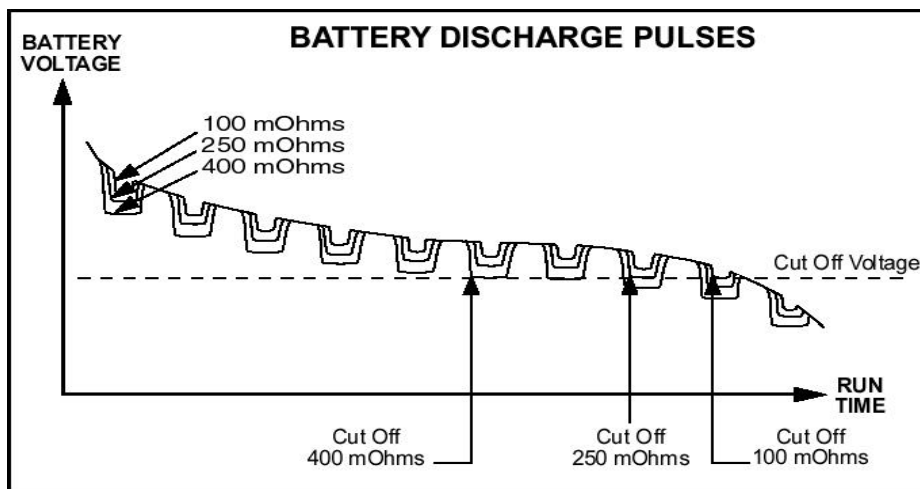 BATTERY DISCHARGE PULSES
BATTERY
VOLTAGE
100 mOhms
250 mOhms
400 mOhms
Cut Off Voltage
RUN
TIME
Cut Off
400 mOhms
Cut Off
250 mOhms
Cut Off
100 mOhms